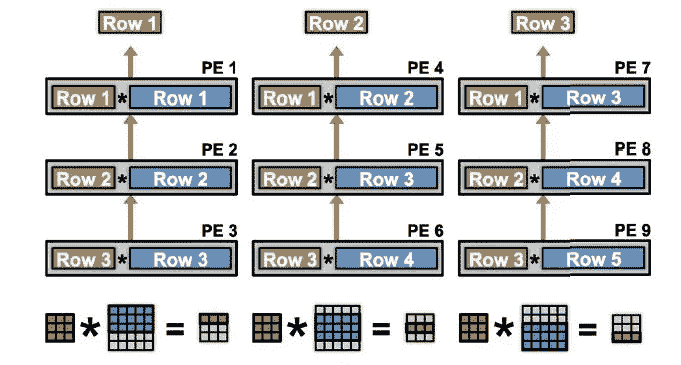 Row 1 Row 2 Row 3
PE 1 PE 4 PE 7
Row 1 * Row 1 Row 1 * Row 2 Row 1 * Row 3
PE 2 PE 5 PE 8
Row 2 * Row 2 Row 2 * Row 3 Row 2 * Row 4
PE 3 PE 6 PE 9
Row 3 * Row 3 Row 3 * Row 4 Row 3 * Row 5
* = * = * =